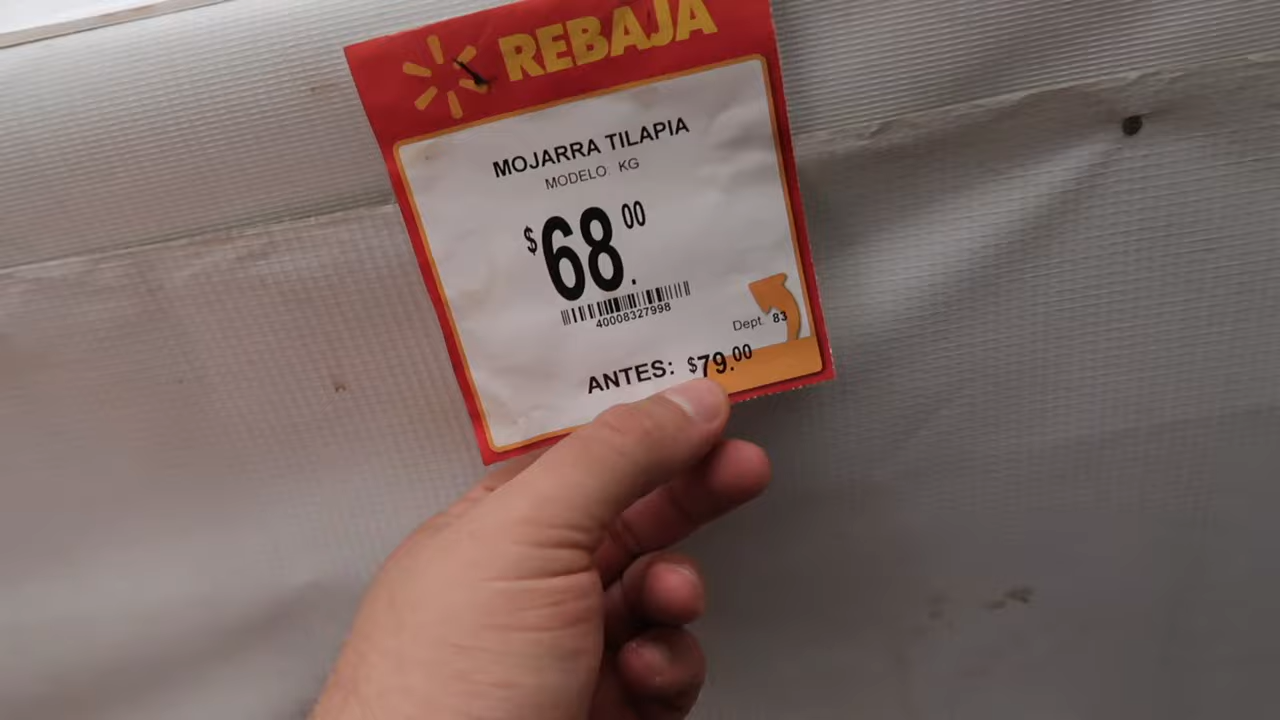 REBAJA
MOJARRA TILAPIA
MODELO: KG
$68.00
40008327998
Dept. 83
ANTES: $79.00